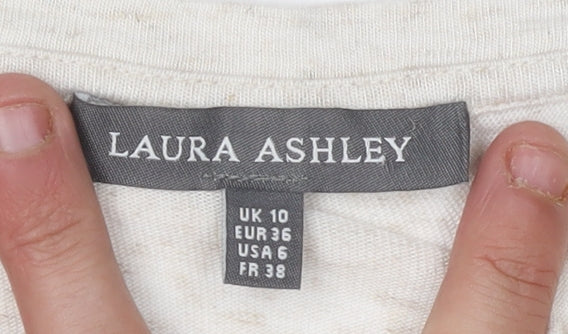 LAURA ASHLEY
UK 10
EUR 36
USA 6
FR 38